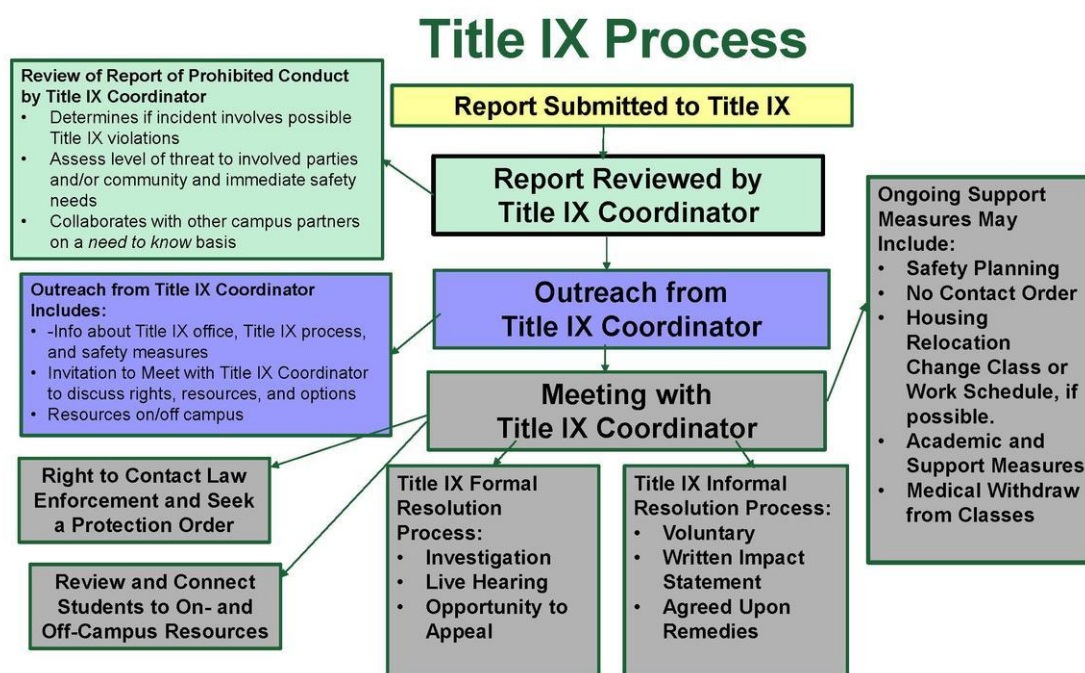 Title IX Process
Review of Report of Prohibited Conduct
by Title IX Coordinator
• Determines if incident involves possible
Title IX violations
• Assess level of threat to involved parties
and/or community and immediate safety
needs
• Collaborates with other campus partners
on a need to know basis
Report Submitted to Title IX
Report Reviewed by
Title IX Coordinator
Outreach from Title IX Coordinator
Includes:
• -Info about Title IX office, Title IX process,
and safety measures
• Invitation to Meet with Title IX Coordinator
to discuss rights, resources, and options
• Resources on/off campus
Outreach from
Title IX Coordinator
Meeting with
Title IX Coordinator
Ongoing Support
Measures May
Include:
• Safety Planning
• No Contact Order
• Housing
Relocation
Change Class or
Work Schedule, if
possible.
• Academic and
Support Measures
• Medical Withdraw
from Classes
Right to Contact Law
Enforcement and Seek
a Protection Order
Review and Connect
Students to On- and
Off-Campus Resources
Title IX Formal
Resolution
Process:
• Investigation
• Live Hearing
• Opportunity to
Appeal
Title IX Informal
Resolution Process:
• Voluntary
• Written Impact
Statement
• Agreed Upon
Remedies